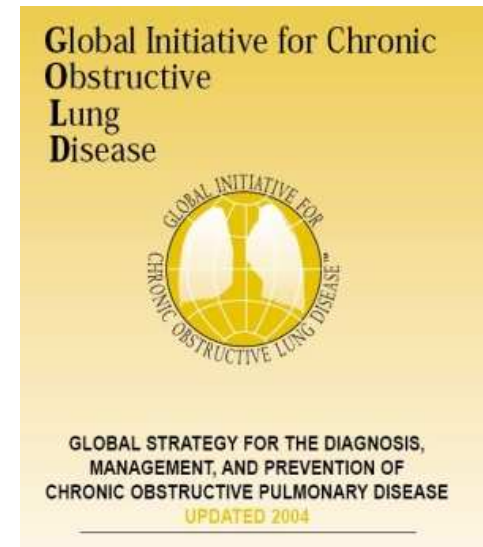 Global Initiative for Chronic
Obstructive
Lung
Disease
GLOBAL INITIATIVE FOR
CHRONIC OBSTRUCTIVE LUNG DISEASE™
GLOBAL STRATEGY FOR THE DIAGNOSIS,
MANAGEMENT, AND PREVENTION OF
CHRONIC OBSTRUCTIVE PULMONARY DISEASE
UPDATED 2004